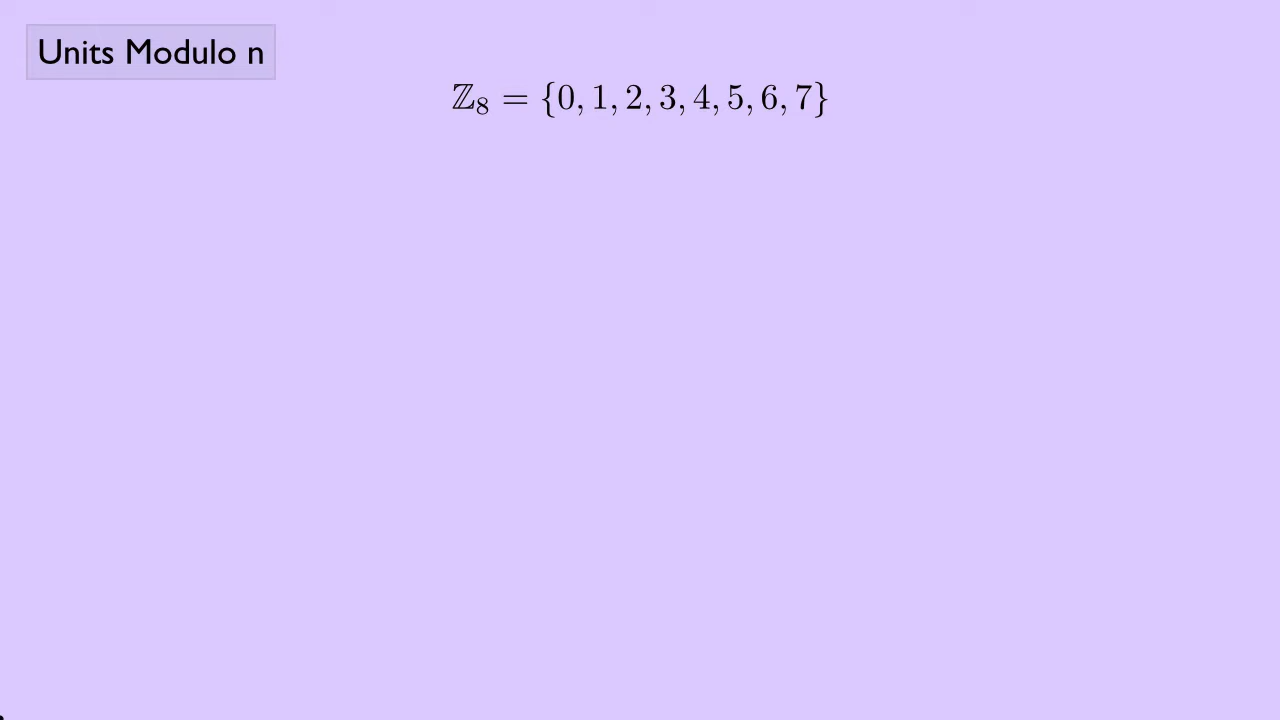 Units Modulo n
ℤ₈ = {0, 1, 2, 3, 4, 5, 6, 7}